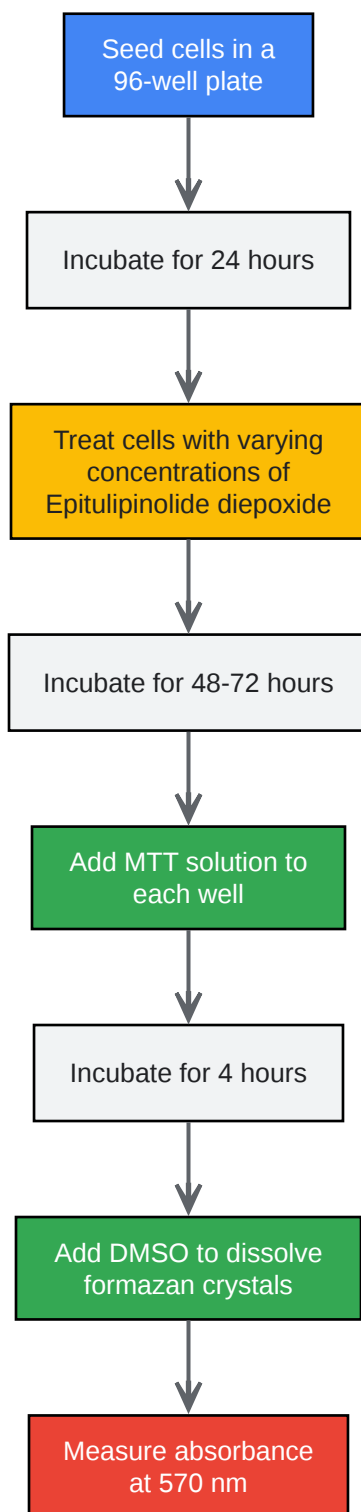 Seed cells in a
96-well plate
Incubate for 24 hours
Treat cells with varying
concentrations of
Epitulipinolide diepoxide
Incubate for 48-72 hours
Add MTT solution to
each well
Incubate for 4 hours
Add DMSO to dissolve
formazan crystals
Measure absorbance
at 570 nm